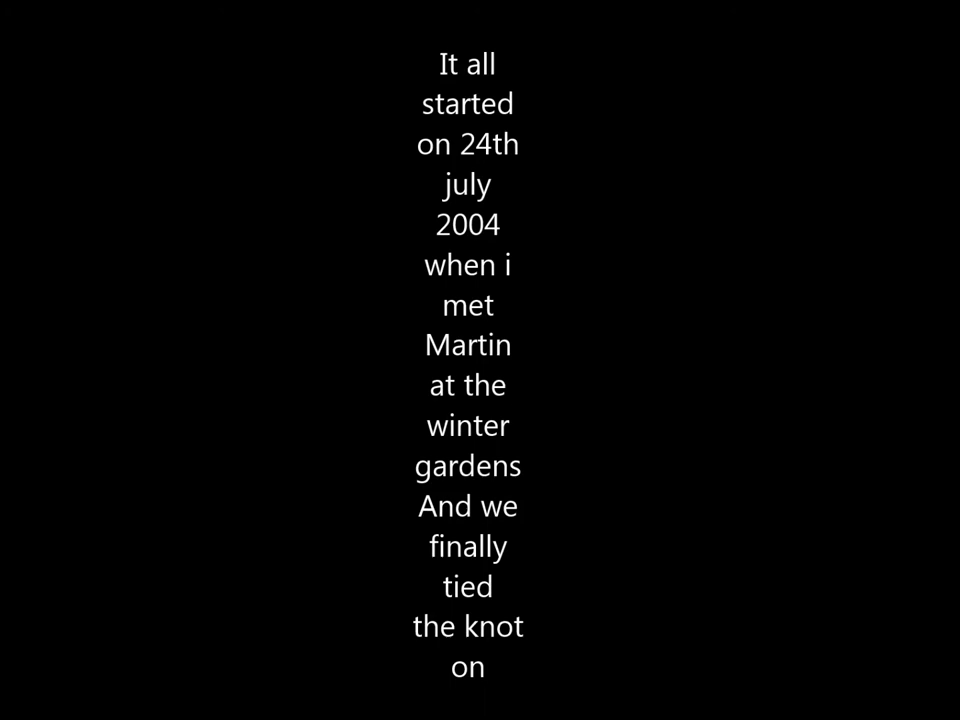 It all
started
on 24th
july
2004
when i
met
Martin
at the
winter
gardens
And we
finally
tied
the knot
on